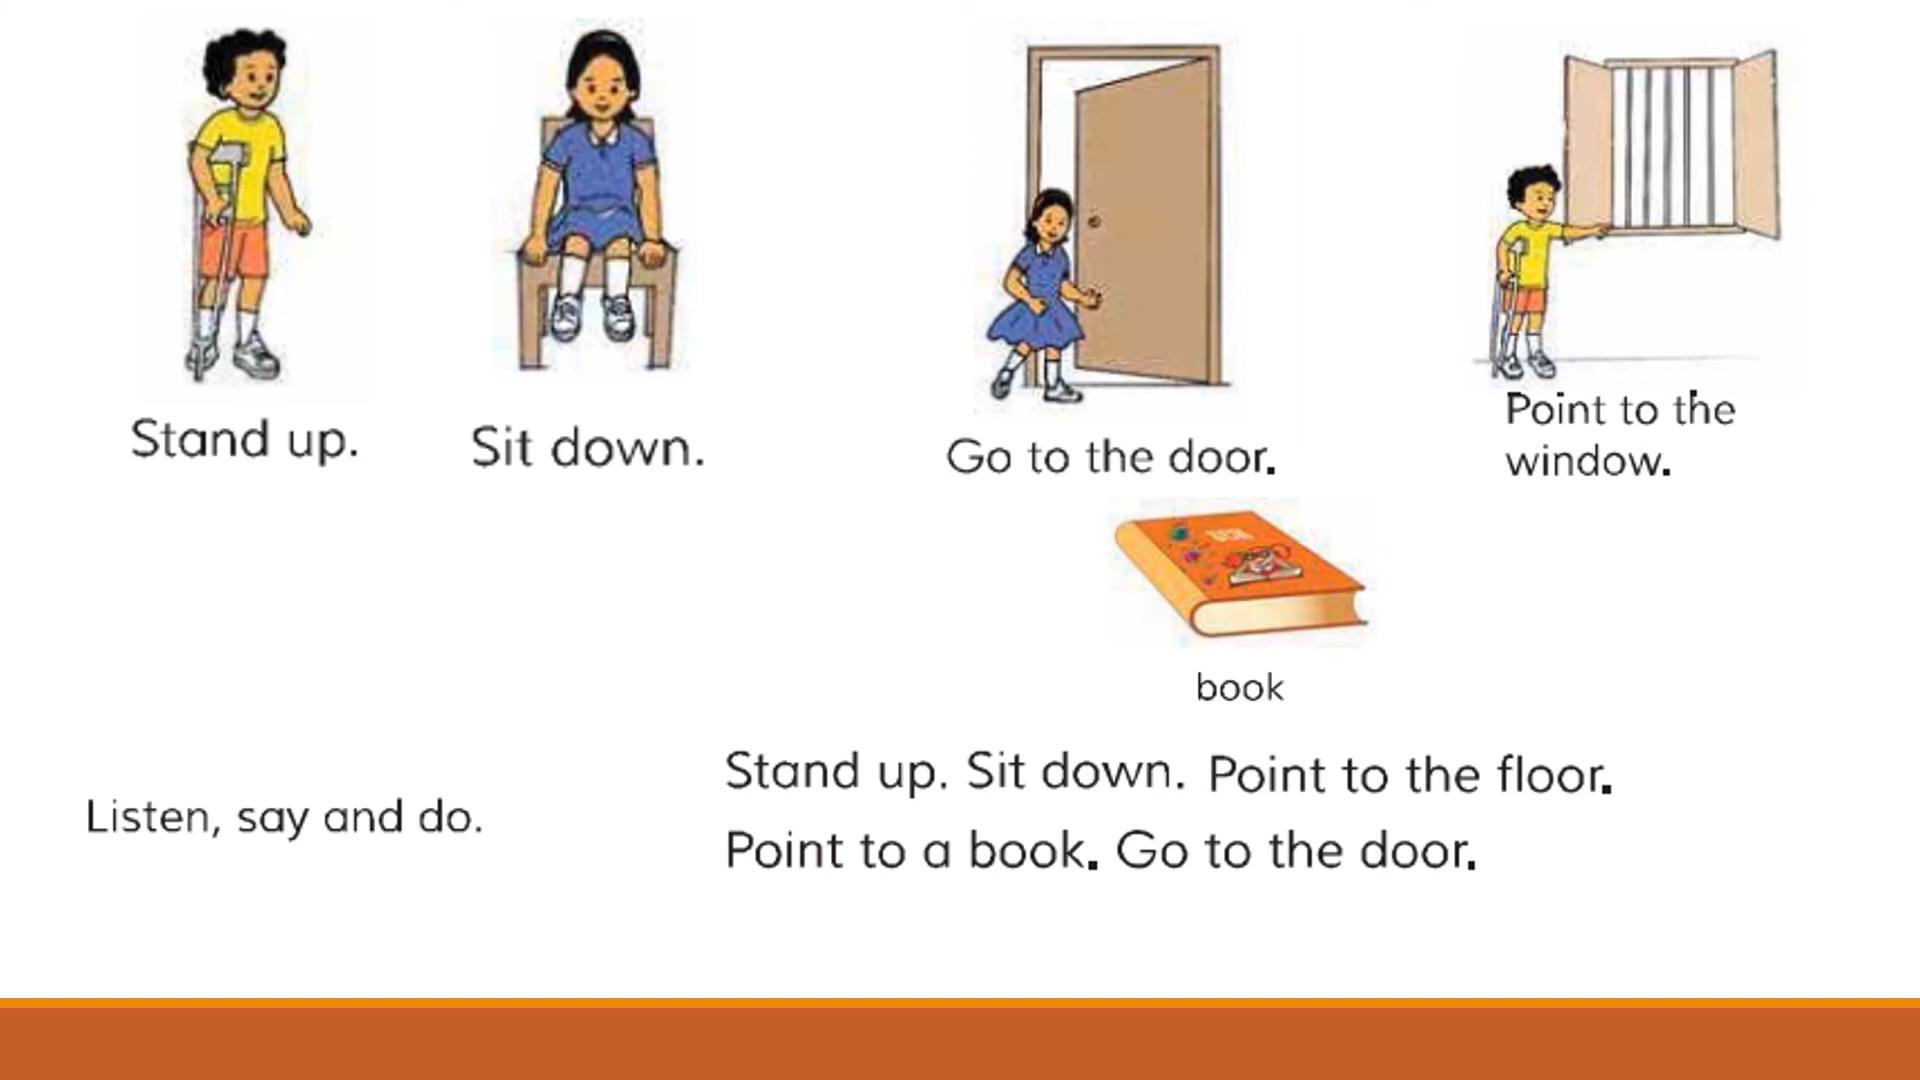 Stand up.
Sit down.
Go to the door.
Point to the
window.
book
Listen, say and do.
Stand up. Sit down. Point to the floor.
Point to a book. Go to the door.